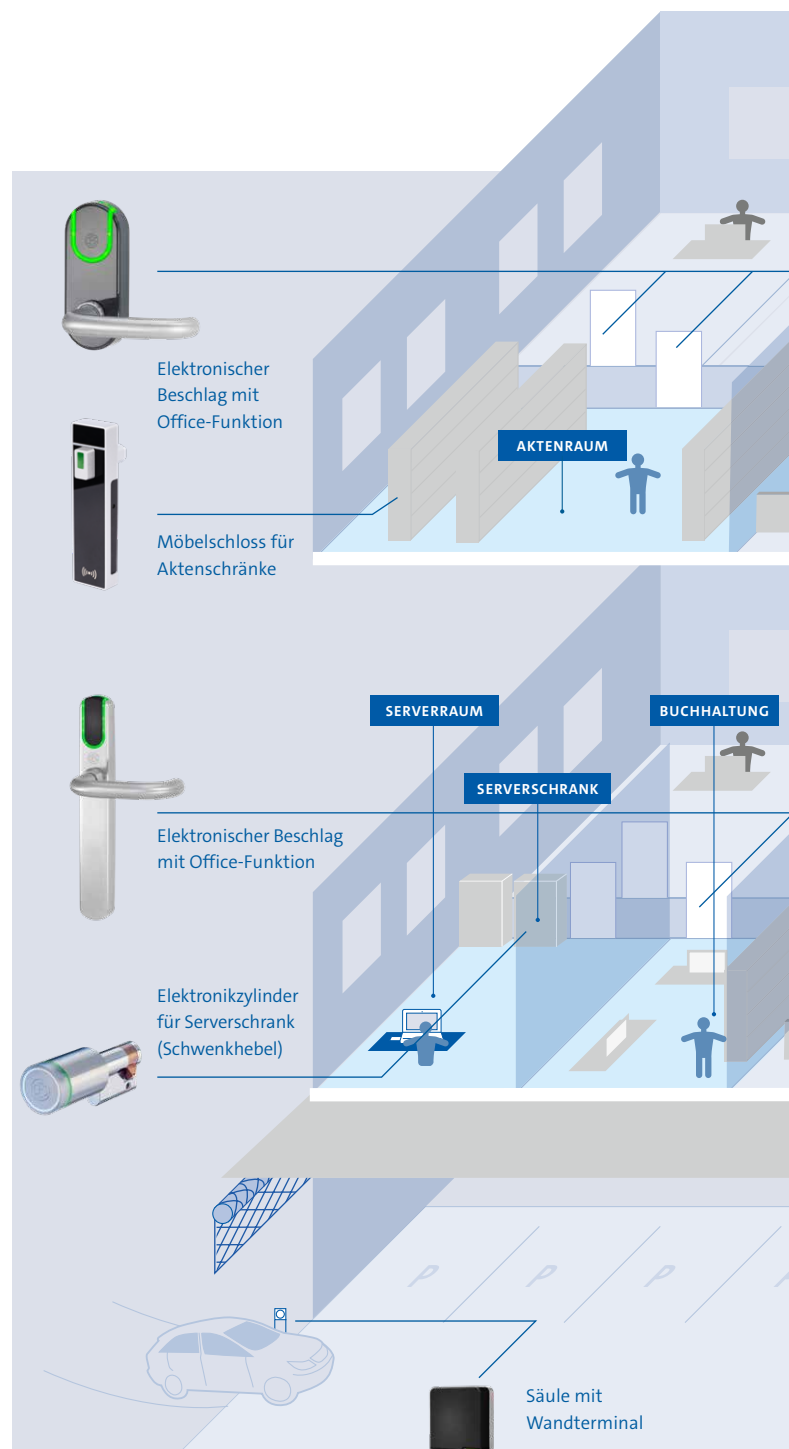 Elektronischer
Beschlag mit
Office-Funktion
AKTENRAUM
Möbelschloss für
Aktenschränke
SERVERRAUM
BUCHHALTUNG
SERVERSCHRANK
Elektronischer Beschlag
mit Office-Funktion
Elektronikzylinder
für Serverschrank
(Schwenkhebel)
P P P P
Säule mit
Wandterminal